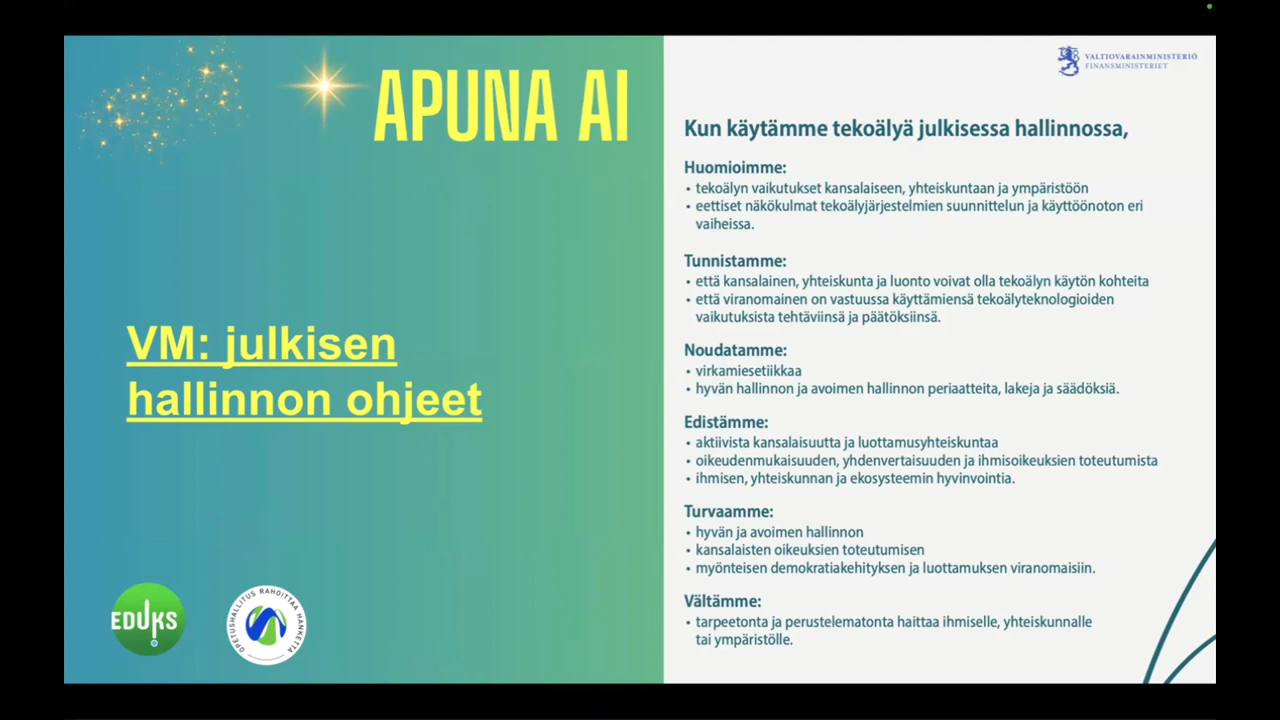 APUNA AI
VM: julkisen
hallinnon ohjeet
EDUKS
OPETUSHALLITUS RAHOITTAA HANKETTA
VALTIOVARAINMINISTERIÖ
FINANSMINISTERIET
Kun käytämme tekoälyä julkisessa hallinnossa,
Huomioimme:
• tekoälyn vaikutukset kansalaiseen, yhteiskuntaan ja ympäristöön
• eettiset näkökulmat tekoälyjärjestelmien suunnittelun ja käyttöönoton eri
vaiheissa.
Tunnistamme:
• että kansalainen, yhteiskunta ja luonto voivat olla tekoälyn käytön kohteita
• että viranomainen on vastuussa käyttämiensä tekoälyteknologioiden
vaikutuksista tehtäviinsä ja päätöksiinsä.
Noudatamme:
• virkamiesetiikkaa
• hyvän hallinnon ja avoimen hallinnon periaatteita, lakeja ja säädöksiä.
Edistämme:
• aktiivista kansalaisuutta ja luottamusyhteiskuntaa
• oikeudenmukaisuuden, yhdenvertaisuuden ja ihmisoikeuksien toteutumista
• ihmisen, yhteiskunnan ja ekosysteemin hyvinvointia.
Turvaamme:
• hyvän ja avoimen hallinnon
• kansalaisten oikeuksien toteutumisen
• myönteisen demokratiakehityksen ja luottamuksen viranomaisiin.
Vältämme:
• tarpeetonta ja perustelematonta haittaa ihmiselle, yhteiskunnalle
tai ympäristölle.